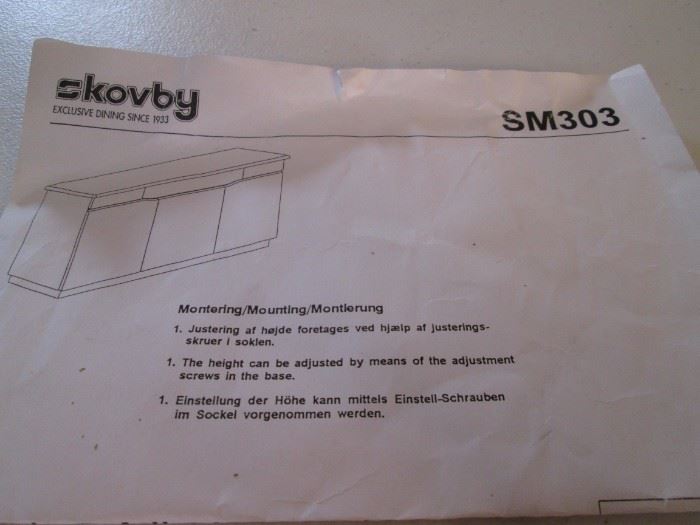 skovby
EXCLUSIVE DINING SINCE 1933
SM303
Montering/Mounting/Montierung
1. Justering af højde foretages ved hjælp af justerings-
skruer i soklen.
1. The height can be adjusted by means of the adjustment
screws in the base.
1. Einstellung der Höhe kann mittels Einstell-Schrauben
im Sockel vorgenommen werden.